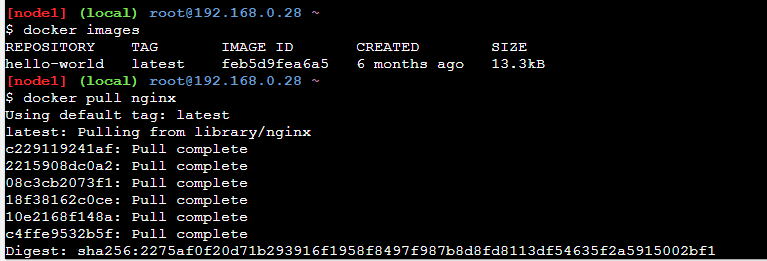 [node1] (local) root@192.168.0.28 ~
$ docker images
REPOSITORY TAG IMAGE ID CREATED SIZE
hello-world latest feb5d9fea6a5 6 months ago 13.3kB
[node1] (local) root@192.168.0.28 ~
$ docker pull nginx
Using default tag: latest
latest: Pulling from library/nginx
c229119241af: Pull complete
2215908dc0a2: Pull complete
08c3cb2073f1: Pull complete
18f38162c0ce: Pull complete
10e2168f148a: Pull complete
c4ffe9532b5f: Pull complete
Digest: sha256:2275af0f20d71b293916f1958f8497f987b8d8fd8113df54635f2a5915002bf1